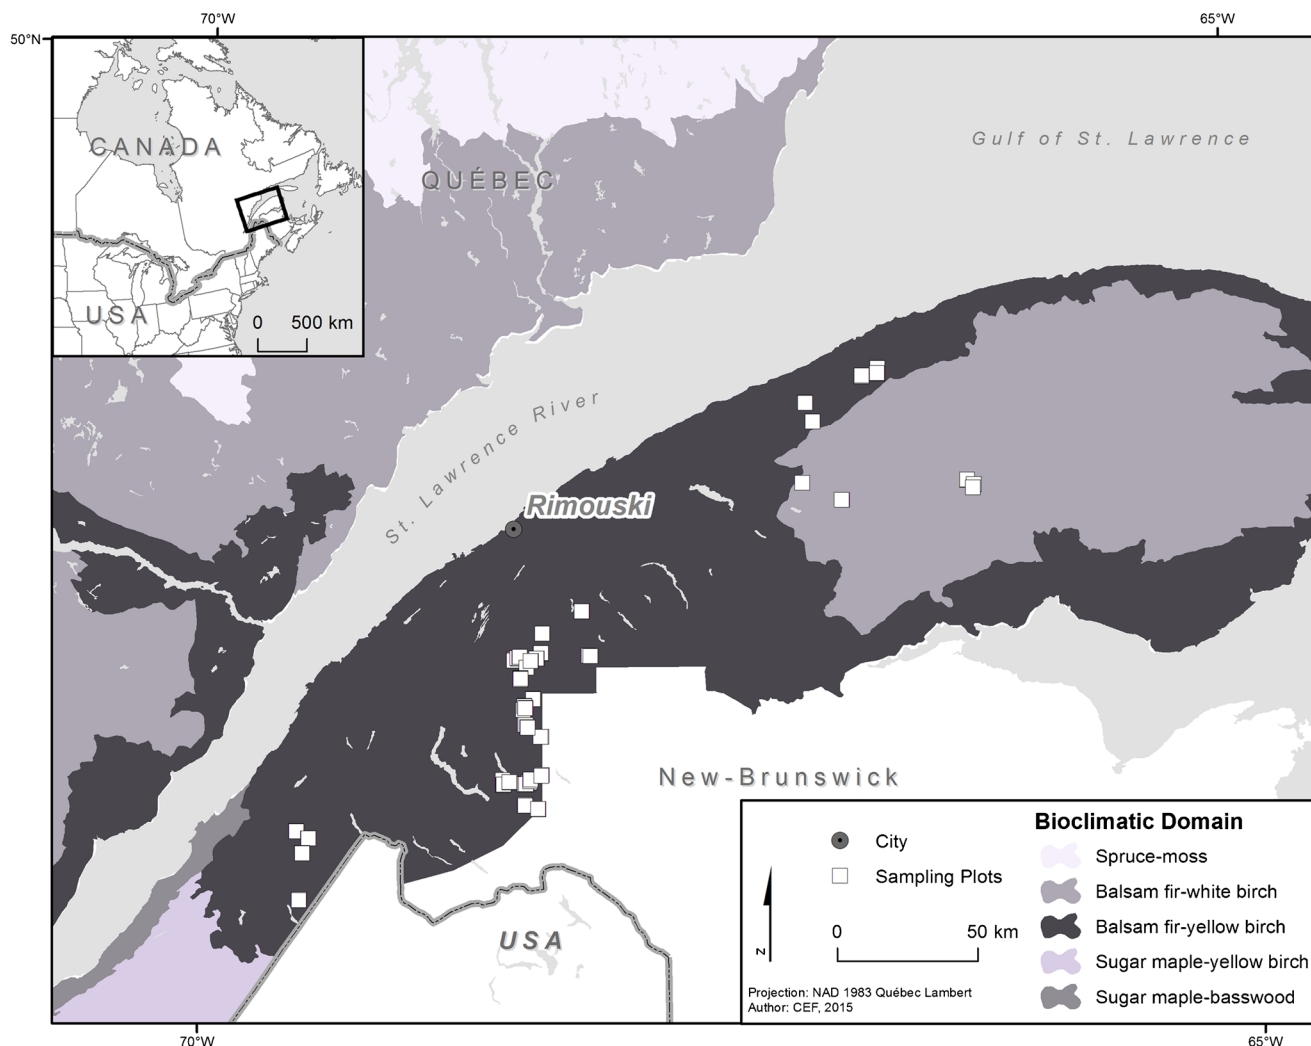 70°W
65°W
50°N
CANADA
USA
0 500 km
QUÉBEC
Gulf of St. Lawrence
St. Lawrence River
Rimouski
New-Brunswick
USA
City
Sampling Plots
0 50 km
N
Projection: NAD 1983 Québec Lambert
Author: CEF, 2015
Bioclimatic Domain
Spruce-moss
Balsam fir-white birch
Balsam fir-yellow birch
Sugar maple-yellow birch
Sugar maple-basswood
70°W
65°W